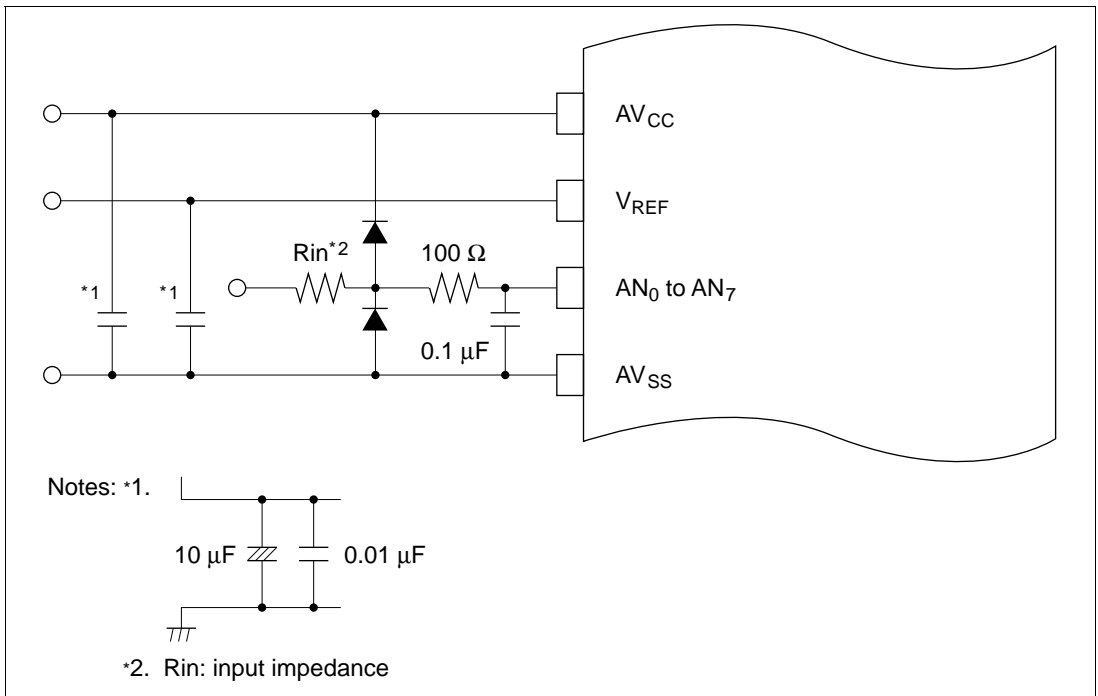 AVCC
VREF
Rin*2
100 Ω
*1
*1
AN0 to AN7
0.1 μF
AVSS
Notes: *1.
10 μF
0.01 μF
*2. Rin: input impedance